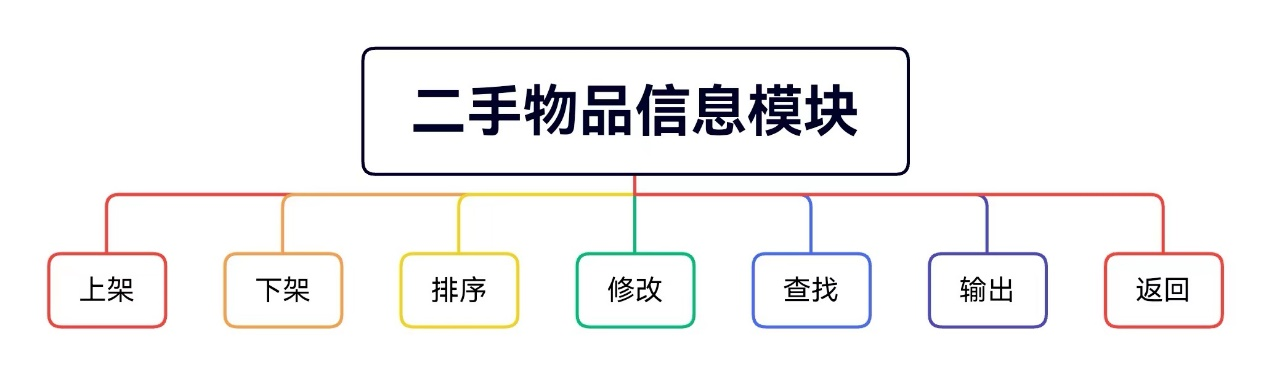 二手物品信息模块
上架
下架
排序
修改
查找
输出
返回